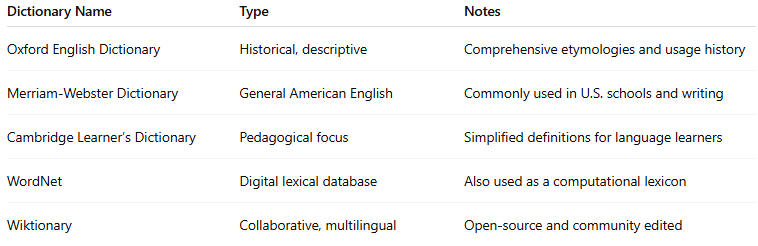 Dictionary Name Type Notes
Oxford English Dictionary Historical, descriptive Comprehensive etymologies and usage history
Merriam-Webster Dictionary General American English Commonly used in U.S. schools and writing
Cambridge Learner’s Dictionary Pedagogical focus Simplified definitions for language learners
WordNet Digital lexical database Also used as a computational lexicon
Wiktionary Collaborative, multilingual Open-source and community edited